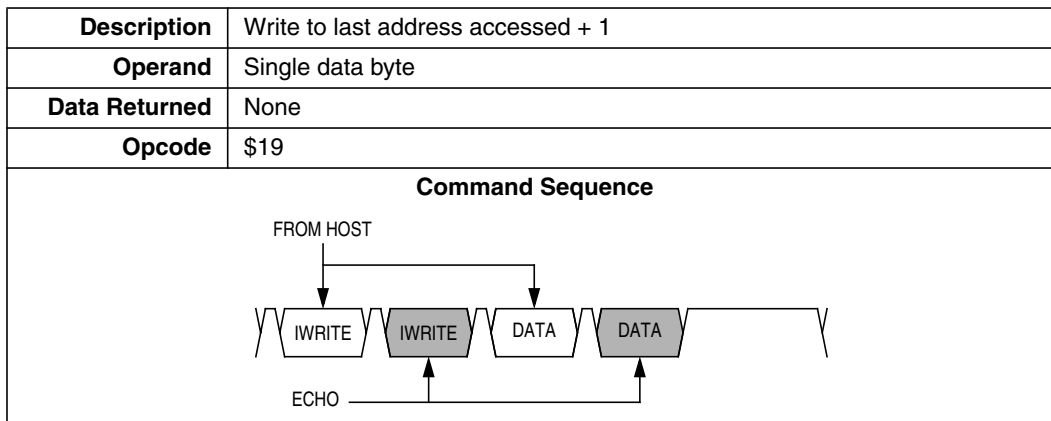 Description Write to last address accessed + 1
Operand Single data byte
Data Returned None
Opcode $19
Command Sequence
FROM HOST
IWRITE IWRITE DATA DATA
ECHO